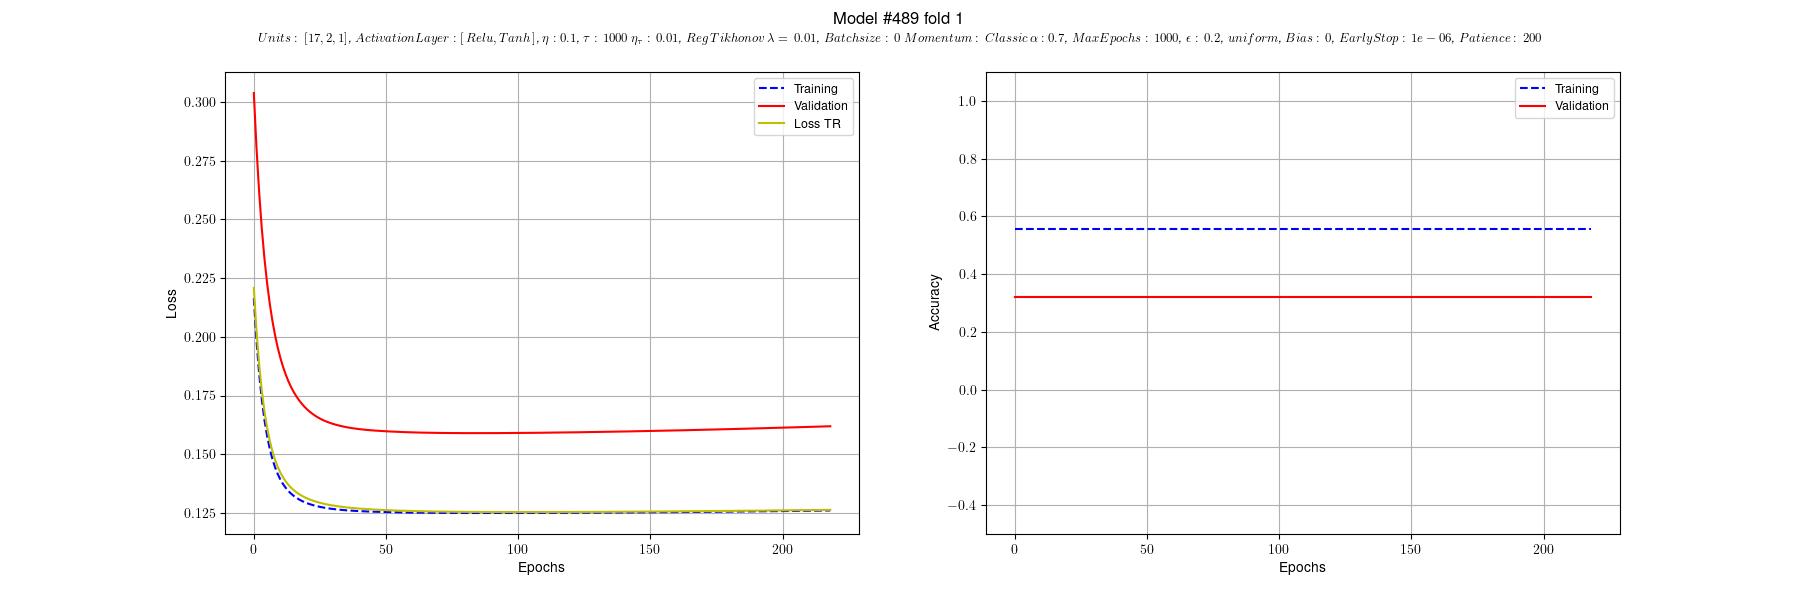 Model #489 fold 1
Units : [17, 2, 1], ActivationLayer : [ Relu, Tanh ], η : 0.1, τ : 1000 ητ : 0.01, RegTikhonov λ = 0.01, Batchsize : 0 Momentum : Classic α : 0.7, MaxEpochs : 1000, ϵ : 0.2, uniform, Bias : 0, EarlyStop : 1e − 06, Patience : 200
Training
Validation
Loss TR
0.300
0.275
0.250
0.225
0.200
0.175
0.150
0.125
Loss
0 50 100 150 200
Epochs
Training
Validation
1.0
0.8
0.6
0.4
0.2
0.0
−0.2
−0.4
Accuracy
0 50 100 150 200
Epochs